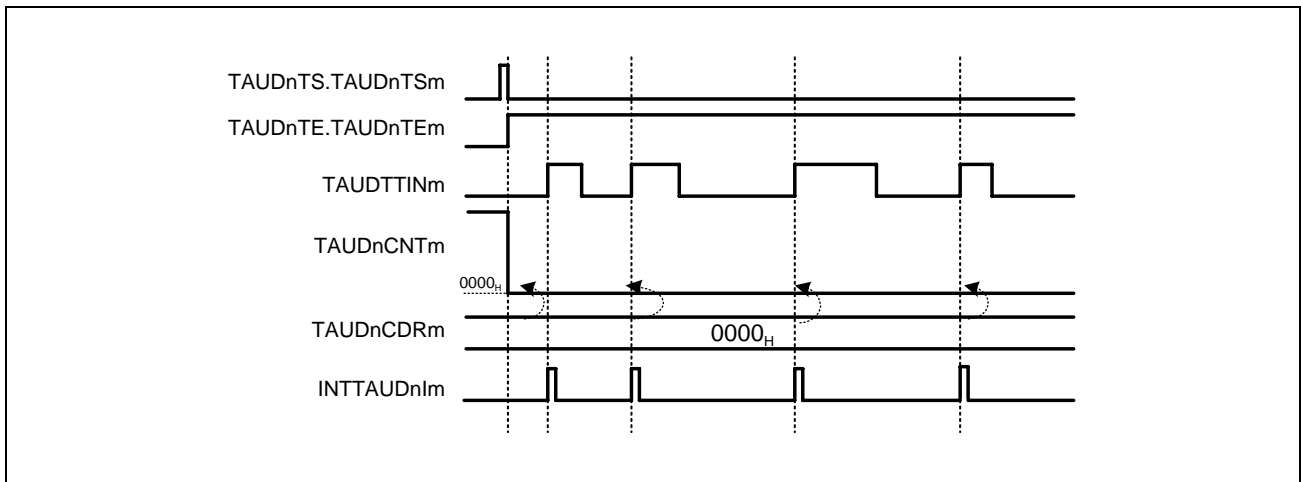 TAUDnTS.TAUDnTSm
TAUDnTE.TAUDnTEm
TAUDTTINm
TAUDnCNTm
0000H
TAUDnCDRm
0000H
INTTAUDnIm